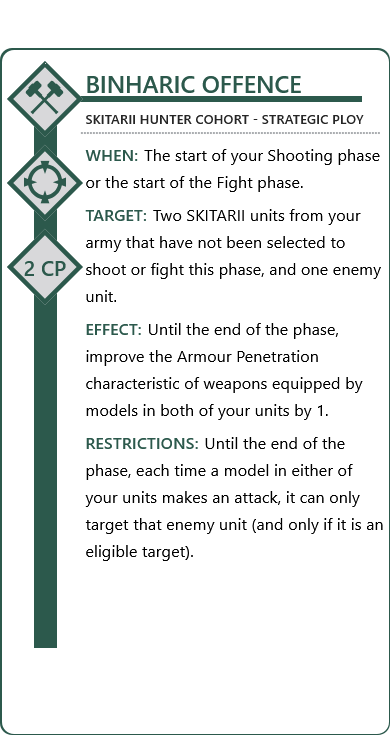 BINHARIC OFFENCE
SKITARII HUNTER COHORT - STRATEGIC PLOY
WHEN: The start of your Shooting phase
or the start of the Fight phase.
TARGET: Two SKITARII units from your
army that have not been selected to
shoot or fight this phase, and one enemy
unit.
2 CP
EFFECT: Until the end of the phase,
improve the Armour Penetration
characteristic of weapons equipped by
models in both of your units by 1.
RESTRICTIONS: Until the end of the
phase, each time a model in either of
your units makes an attack, it can only
target that enemy unit (and only if it is an
eligible target).